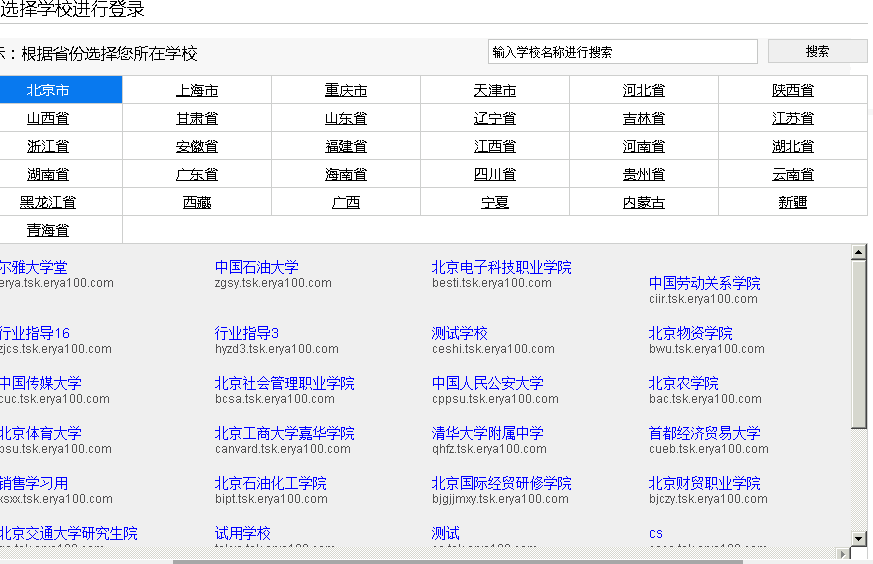 选择学校进行登录
示：根据省份选择您所在学校
输入学校名称进行搜索
搜索
北京市 上海市 重庆市 天津市 河北省 陕西省
山西省 甘肃省 山东省 辽宁省 吉林省 江苏省
浙江省 安徽省 福建省 江西省 河南省 湖北省
湖南省 广东省 海南省 四川省 贵州省 云南省
黑龙江省 西藏 广西 宁夏 内蒙古 新疆
青海省
尔雅大学堂 中国石油大学 北京电子科技职业学院
erya.tsk.erya100.com zgsy.tsk.erya100.com besti.tsk.erya100.com
中国劳动关系学院
ciir.tsk.erya100.com
行业指导16 行业指导3 测试学校 北京物资学院
zjcs.tsk.erya100.com hyzd3.tsk.erya100.com ceshi.tsk.erya100.com bwu.tsk.erya100.com
中国传媒大学 北京社会管理职业学院 中国人民公安大学 北京农学院
cuc.tsk.erya100.com bcsa.tsk.erya100.com cppsu.tsk.erya100.com bac.tsk.erya100.com
北京体育大学 北京工商大学嘉华学院 清华大学附属中学 首都经济贸易大学
bsu.tsk.erya100.com canvard.tsk.erya100.com qhfz.tsk.erya100.com cueb.tsk.erya100.com
销售学习用 北京石油化工学院 北京国际经贸研修学院 北京财贸职业学院
xsxx.tsk.erya100.com bipt.tsk.erya100.com bjgjjmxy.tsk.erya100.com bjczy.tsk.erya100.com
北京交通大学研究生院 试用学校 测试 cs